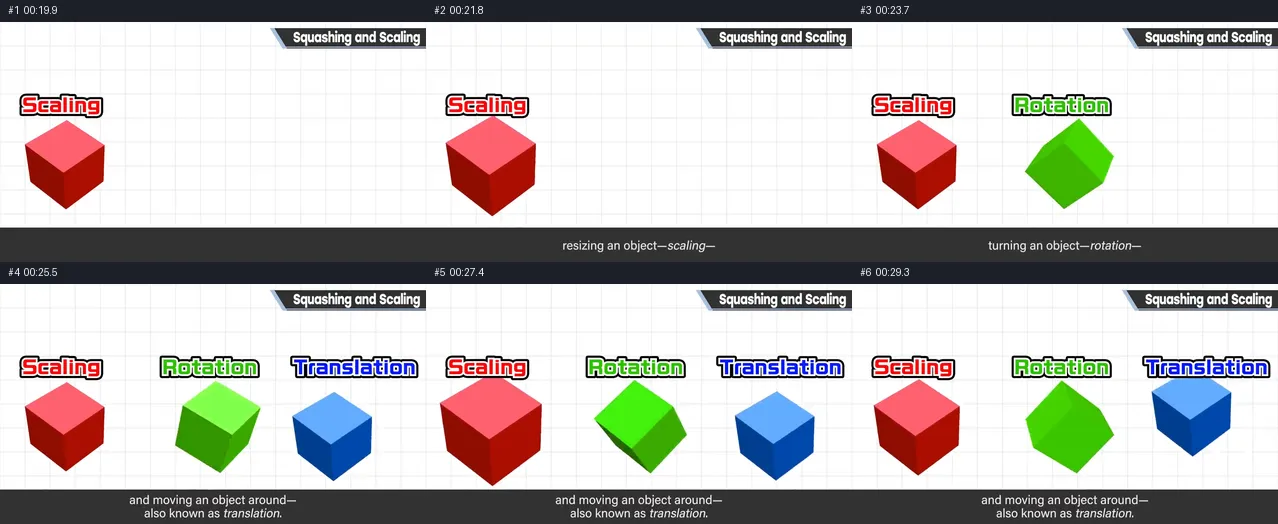 #1 00:19.9
Squashing and Scaling
Scaling
#2 00:21.8
Squashing and Scaling
Scaling
resizing an object—scaling—
#3 00:23.7
Squashing and Scaling
Scaling
Rotation
turning an object—rotation—
#4 00:25.5
Squashing and Scaling
Scaling
Rotation
Translation
and moving an object around—
also known as translation.
#5 00:27.4
Squashing and Scaling
Scaling
Rotation
Translation
and moving an object around—
also known as translation.
#6 00:29.3
Squashing and Scaling
Scaling
Rotation
Translation
and moving an object around—
also known as translation.